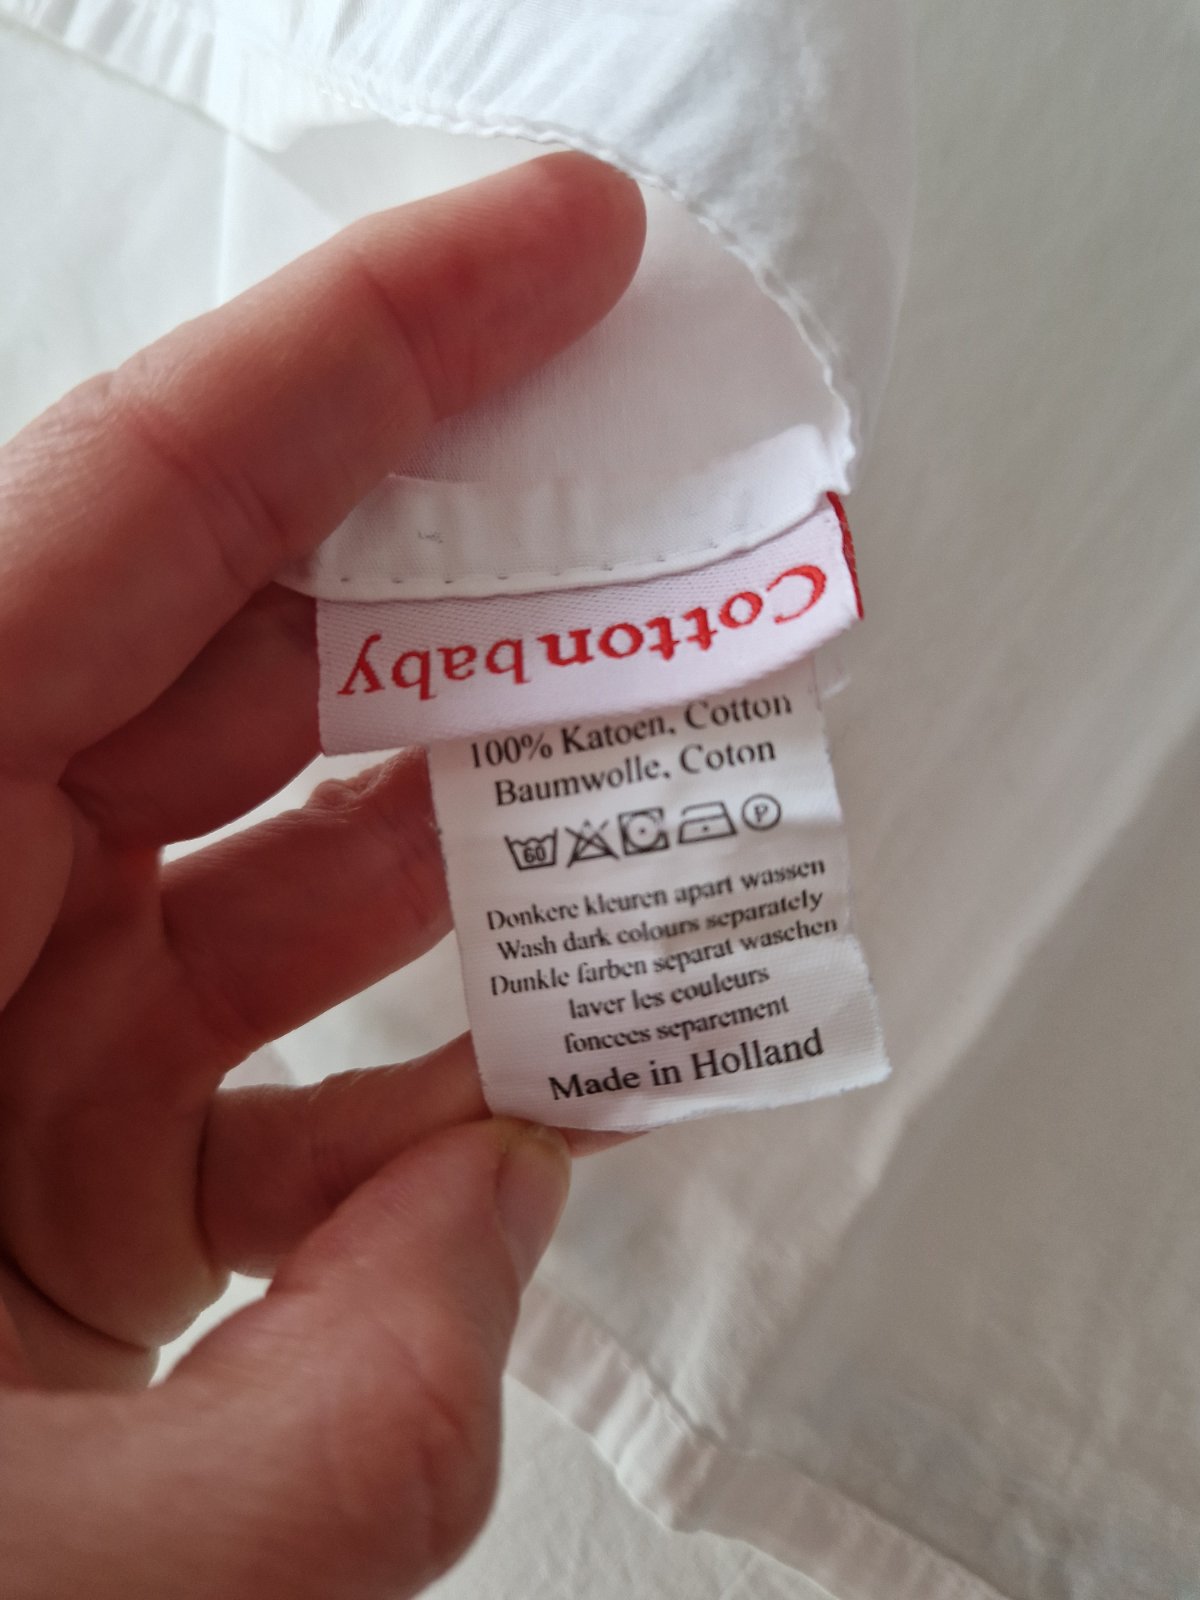 Cottonbaby
100% Katoen, Cotton
Baumwolle, Coton
60 P
Donkere kleuren apart wassen
Wash dark colours separately
Dunkle farben separat waschen
laver les couleurs
foncees separement
Made in Holland